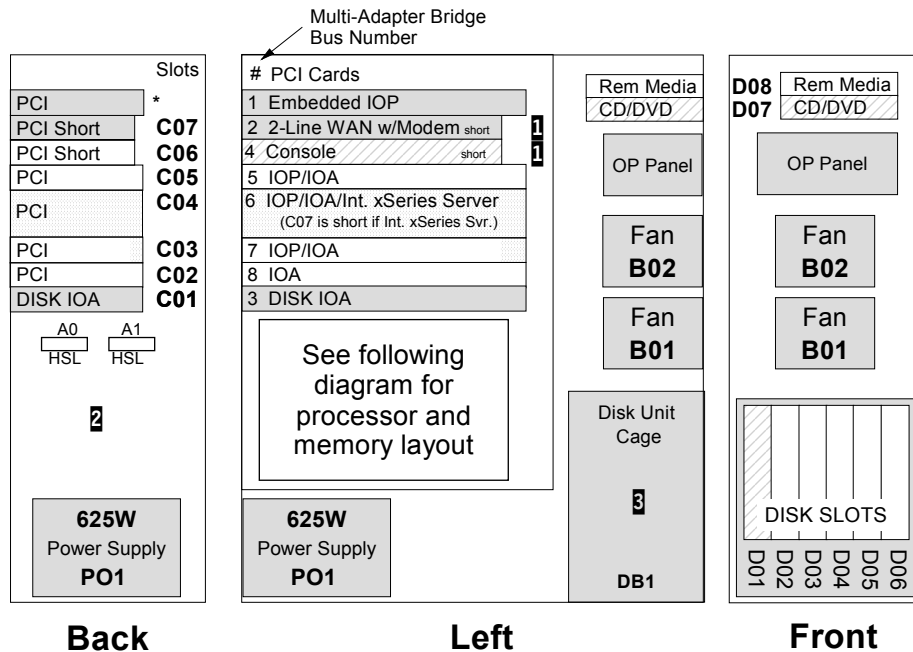 Multi-Adapter Bridge
Bus Number
Slots
PCI *
PCI Short C07
PCI Short C06
PCI C05
PCI C04
PCI C03
PCI C02
DISK IOA C01
A0 A1
HSL HSL
2
625W
Power Supply
PO1
Back
# PCI Cards
1 Embedded IOP
2 2-Line WAN w/Modem short 1
4 Console short 1
5 IOP/IOA
6 IOP/IOA/Int. xSeries Server
(C07 is short if Int. xSeries Svr.)
7 IOP/IOA
8 IOA
3 DISK IOA
See following
diagram for
processor and
memory layout
625W
Power Supply
PO1
Rem Media
CD/DVD
OP Panel
Fan
B02
Fan
B01
Disk Unit
Cage
3
DB1
Left
D08 Rem Media
D07 CD/DVD
OP Panel
Fan
B02
Fan
B01
DISK SLOTS
D01 D02 D03 D04 D05 D06
Front